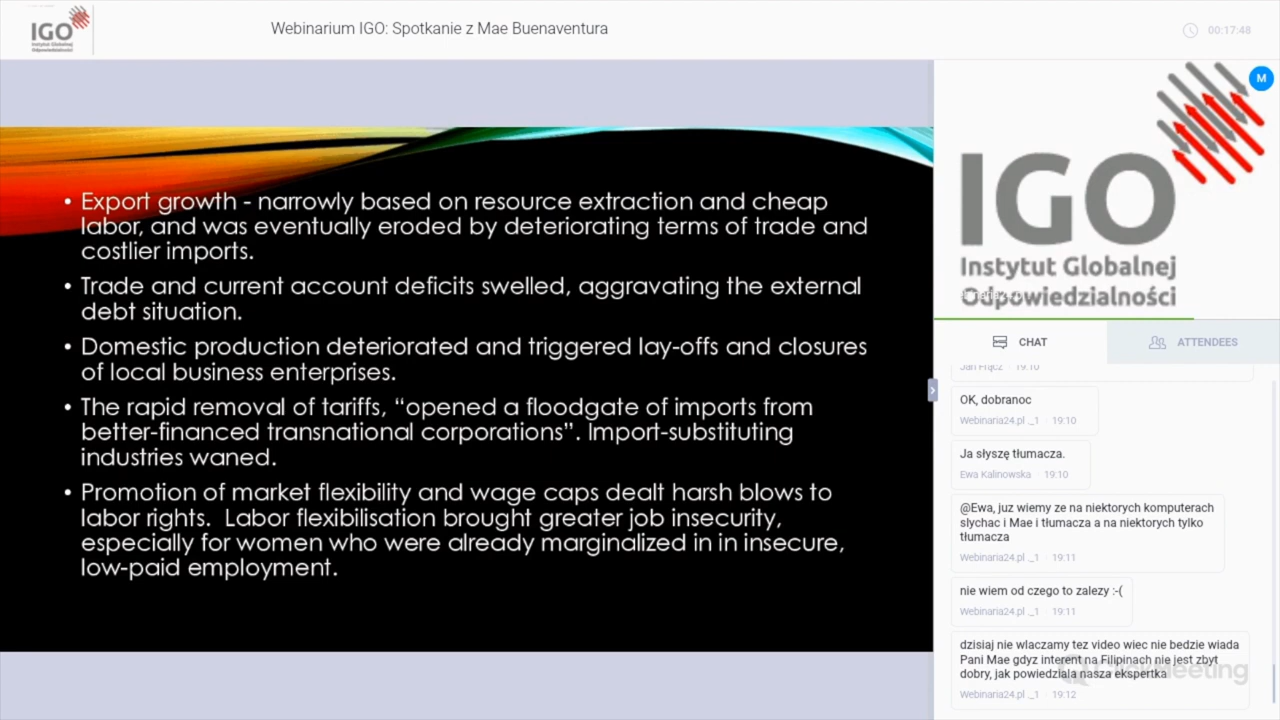 IGO
Instytut Globalnej
Odpowiedzialności
Webinarium IGO: Spotkanie z Mae Buenaventura
00:17:48
• Export growth - narrowly based on resource extraction and cheap
labor, and was eventually eroded by deteriorating terms of trade and
costlier imports.
• Trade and current account deficits swelled, aggravating the external
debt situation.
• Domestic production deteriorated and triggered lay-offs and closures
of local business enterprises.
• The rapid removal of tariffs, “opened a floodgate of imports from
better-financed transnational corporations”. Import-substituting
industries waned.
• Promotion of market flexibility and wage caps dealt harsh blows to
labor rights.  Labor flexibilisation brought greater job insecurity,
especially for women who were already marginalized in in insecure,
low-paid employment.
M
IGO
Instytut Globalnej
Odpowiedzialności
CHAT
ATTENDEES
Jan Frącz · 19:10
OK, dobranoc
Webinaria24.pl ._1 · 19:10
Ja słyszę tłumacza.
Ewa Kalinowska · 19:10
@Ewa, juz wiemy ze na niektorych komputerach
slychac i Mae i tłumacza a na niektorych tylko
tłumacza
Webinaria24.pl ._1 · 19:11
nie wiem od czego to zalezy :-(
Webinaria24.pl ._1 · 19:11
dzisiaj nie wlaczamy tez video wiec nie bedzie wiada
Pani Mae gdyz interent na Filipinach nie jest zbyt
dobry, jak powiedziala nasza ekspertka
Webinaria24.pl ._1 · 19:12
ClickMeeting